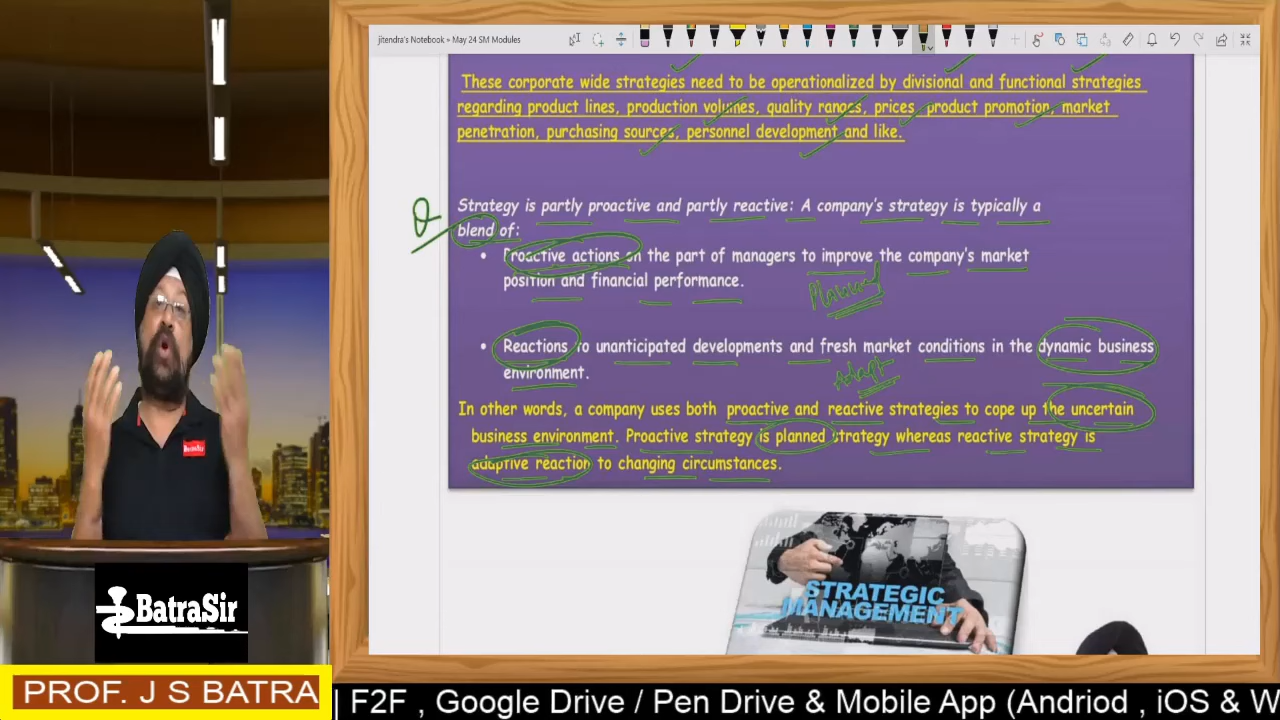 jitendra's Notebook » May 24 SM Modules
These corporate wide strategies need to be operationalized by divisional and functional strategies
regarding product lines, production volumes, quality ranges, prices, product promotion, market
penetration, purchasing sources, personnel development and like.
Q
Strategy is partly proactive and partly reactive: A company's strategy is typically a
blend of:
• Proactive actions on the part of managers to improve the company's market
position and financial performance.
Planned
• Reactions to unanticipated developments and fresh market conditions in the dynamic business
environment.
Adapt
In other words, a company uses both proactive and reactive strategies to cope up the uncertain
business environment. Proactive strategy is planned strategy whereas reactive strategy is
adaptive reaction to changing circumstances.
STRATEGIC
MANAGEMENT
BatraSir
PROF. J S BATRA
| F2F , Google Drive / Pen Drive & Mobile App (Andriod , iOS & W